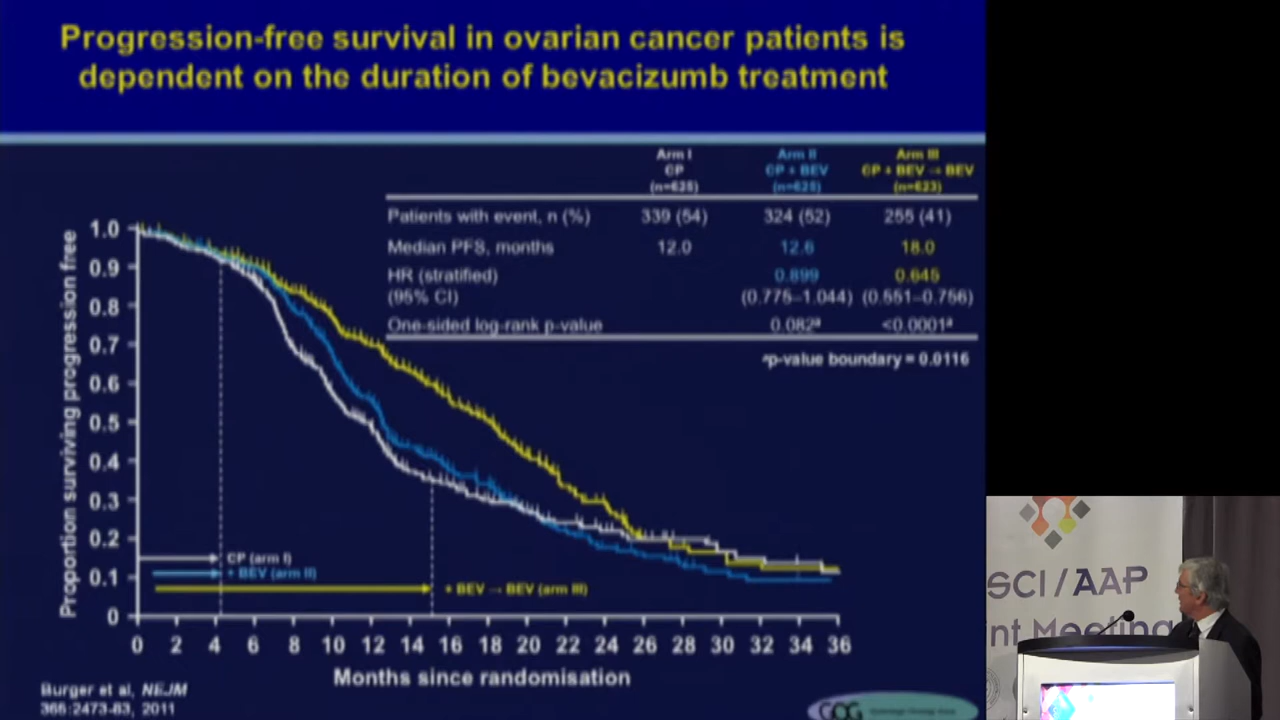 Progression-free survival in ovarian cancer patients is
dependent on the duration of bevacizumb treatment
Arm I Arm II Arm III
CP CP + BEV CP + BEV → BEV
(n=625) (n=625) (n=623)
Patients with event, n (%) 339 (54) 324 (52) 255 (41)
Median PFS, months 12.0 12.6 18.0
HR (stratified) 0.899 0.645
(95% CI) (0.775–1.044) (0.551–0.756)
One-sided log-rank p-value 0.082ª <0.0001ª
ªp-value boundary = 0.0116
Proportion surviving progression free
1.0
0.9
0.8
0.7
0.6
0.5
0.4
0.3
0.2
0.1
0
CP (arm I)
+ BEV (arm II)
+ BEV → BEV (arm III)
0 2 4 6 8 10 12 14 16 18 20 22 24 26 28 30 32 34 36
Months since randomisation
Burger et al, NEJM
365:2473-83, 2011
GOG
SCI/AAP
nt Meeting